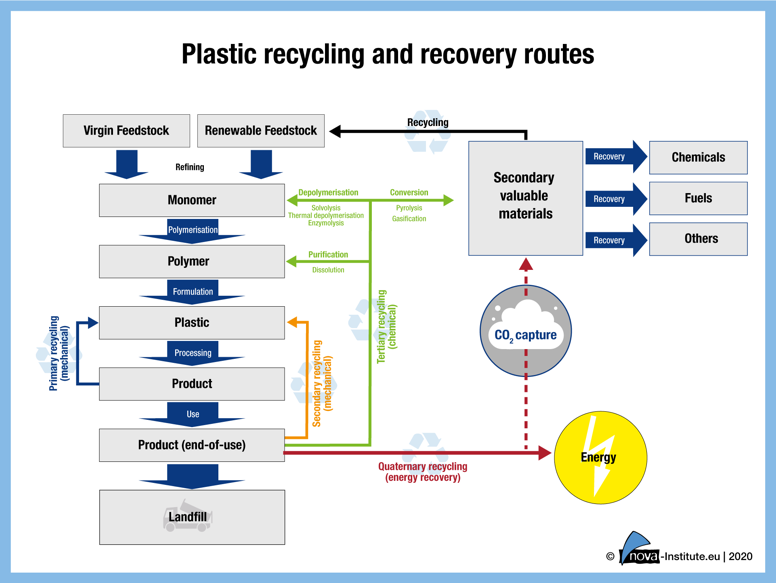 Plastic recycling and recovery routes
Virgin Feedstock
Renewable Feedstock
Recycling
Refining
Monomer
Polymerisation
Polymer
Formulation
Plastic
Processing
Product
Use
Product (end-of-use)
Landfill
Primary recycling
(mechanical)
Secondary recycling
(mechanical)
Tertiary recycling
(chemical)
Depolymerisation
Solvolysis
Thermal depolymerisation
Enzymolysis
Conversion
Pyrolysis
Gasification
Purification
Dissolution
Secondary
valuable
materials
Recovery
Chemicals
Recovery
Fuels
Recovery
Others
CO₂ capture
Quaternary recycling
(energy recovery)
Energy
© nova-Institute.eu | 2020